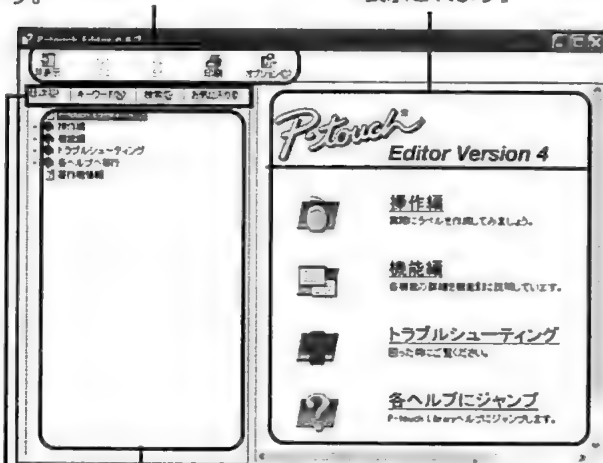 P-touch Editor のヘルプ
印刷
オプション(O)
キーワード(N)
検索(S)
お気に入り(I)
操作編
機能編
トラブルシューティング
各ヘルプへ移行
著作権情報
P-touch
Editor Version 4
操作編
実際にラベルを作成してみましょう。
機能編
各機能の詳細を機能別に説明しています。
トラブルシューティング
困った時にご覧ください。
各ヘルプにジャンプ
P-touch Libraryヘルプにジャンプします。